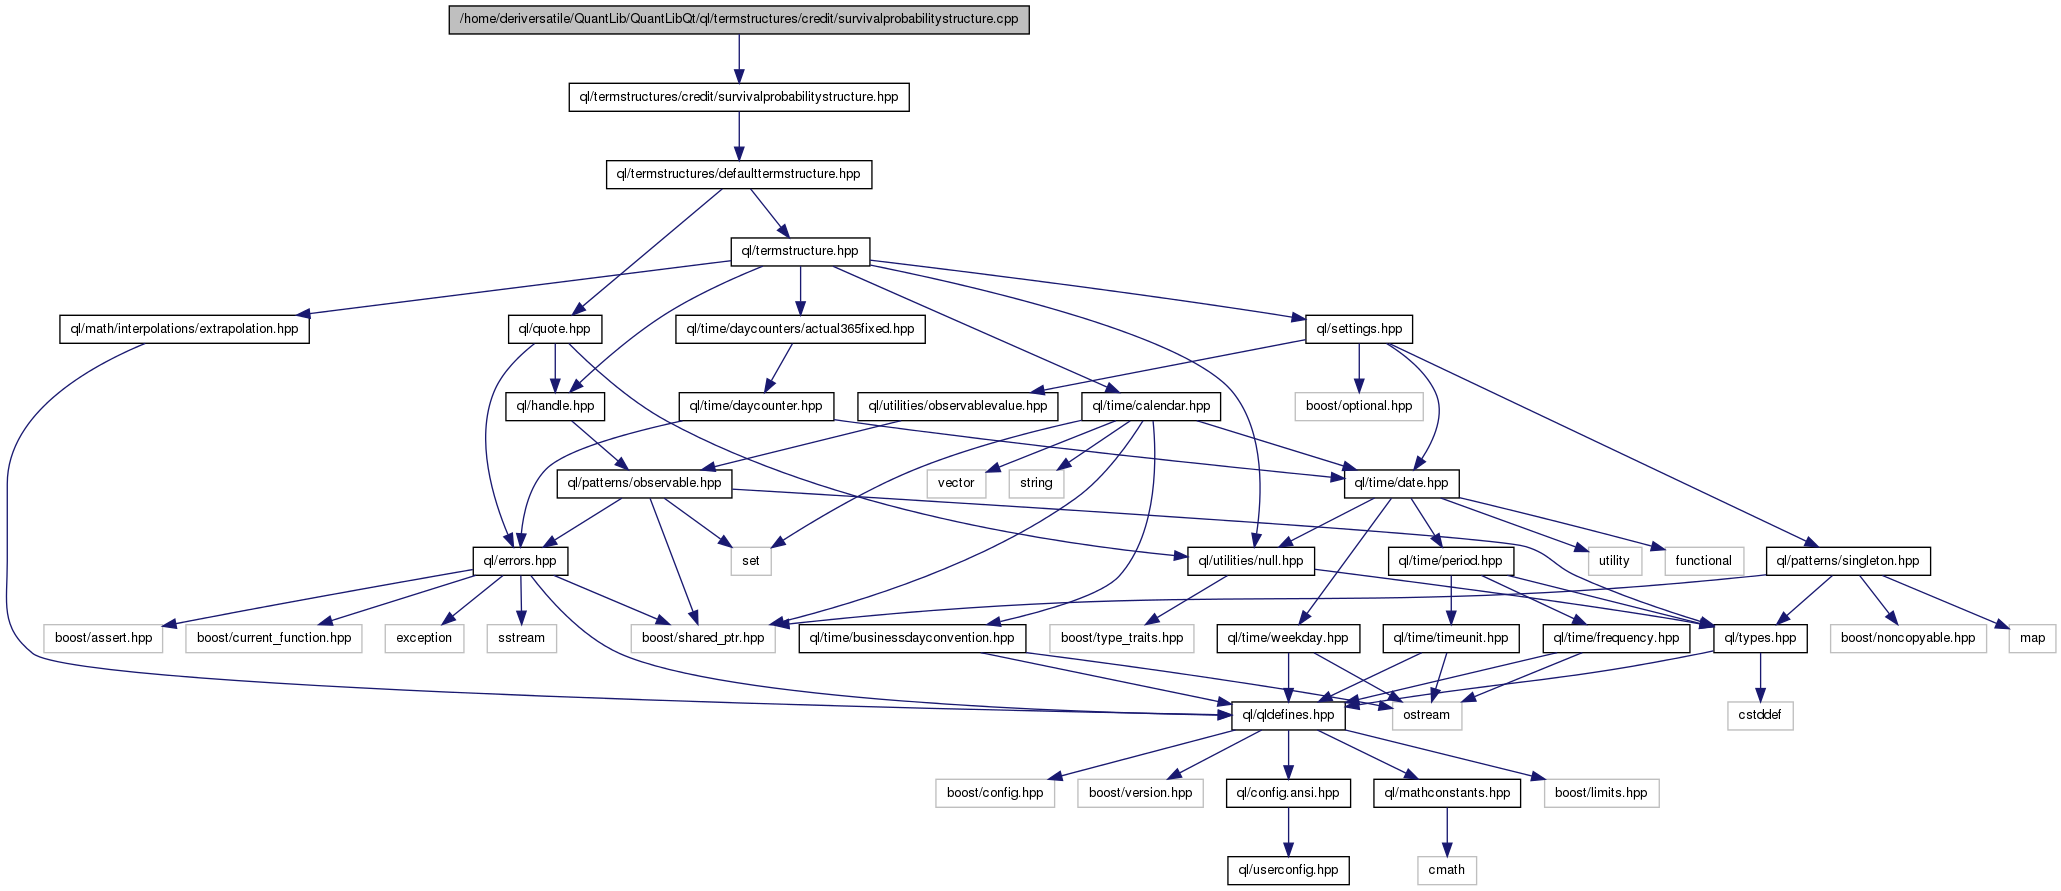 /home/deriversatile/QuantLib/QuantLibQt/ql/termstructures/credit/survivalprobabilitystructure.cpp
ql/termstructures/credit/survivalprobabilitystructure.hpp
ql/termstructures/defaulttermstructure.hpp
ql/termstructure.hpp
ql/math/interpolations/extrapolation.hpp
ql/quote.hpp
ql/time/daycounters/actual365fixed.hpp
ql/settings.hpp
ql/handle.hpp
ql/time/daycounter.hpp
ql/utilities/observablevalue.hpp
ql/time/calendar.hpp
boost/optional.hpp
ql/patterns/observable.hpp
vector
string
ql/time/date.hpp
ql/errors.hpp
set
ql/utilities/null.hpp
ql/time/period.hpp
utility
functional
ql/patterns/singleton.hpp
boost/assert.hpp
boost/current_function.hpp
exception
sstream
boost/shared_ptr.hpp
ql/time/businessdayconvention.hpp
boost/type_traits.hpp
ql/time/weekday.hpp
ql/time/timeunit.hpp
ql/time/frequency.hpp
ql/types.hpp
boost/noncopyable.hpp
map
ql/qldefines.hpp
ostream
cstddef
boost/config.hpp
boost/version.hpp
ql/config.ansi.hpp
ql/mathconstants.hpp
boost/limits.hpp
ql/userconfig.hpp
cmath